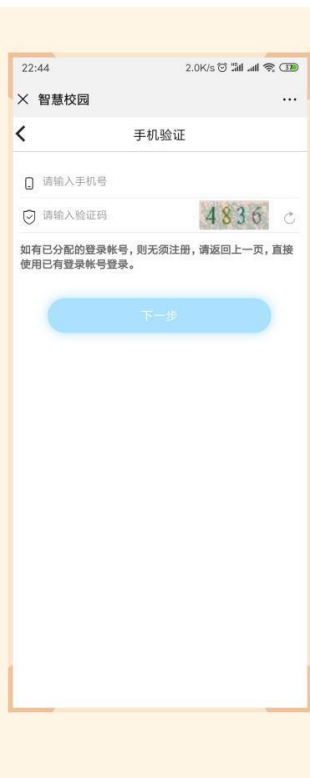 22:44 2.0K/s
智慧校园
手机验证
请输入手机号
请输入验证码 4836
如有已分配的登录帐号，则无须注册，请返回上一页，直接
使用已有登录帐号登录。
下一步